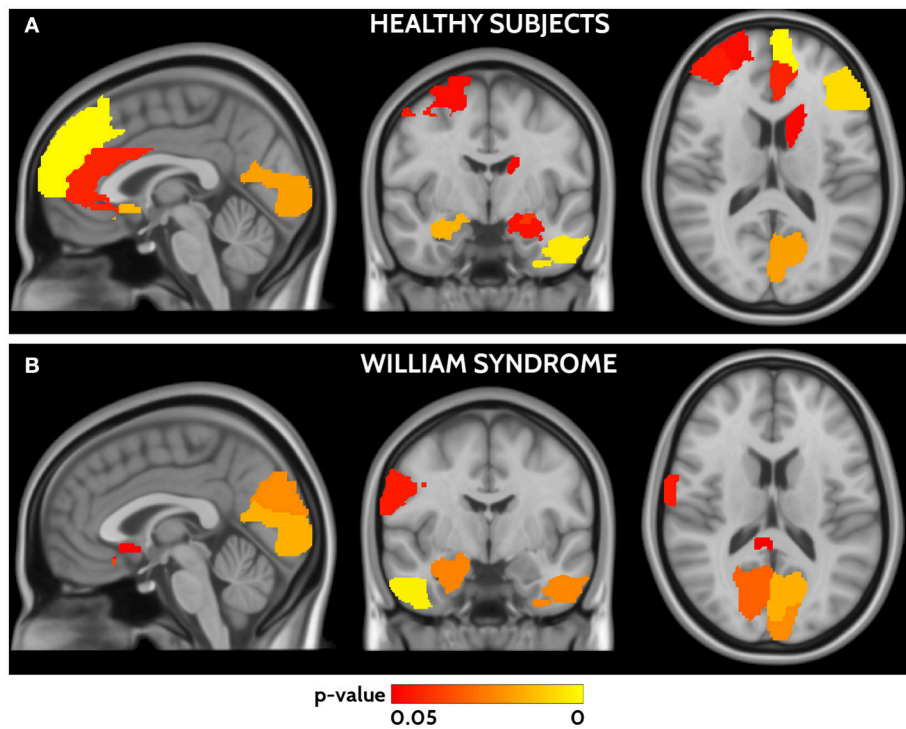 A
HEALTHY SUBJECTS
B
WILLIAM SYNDROME
p-value
0.05 0